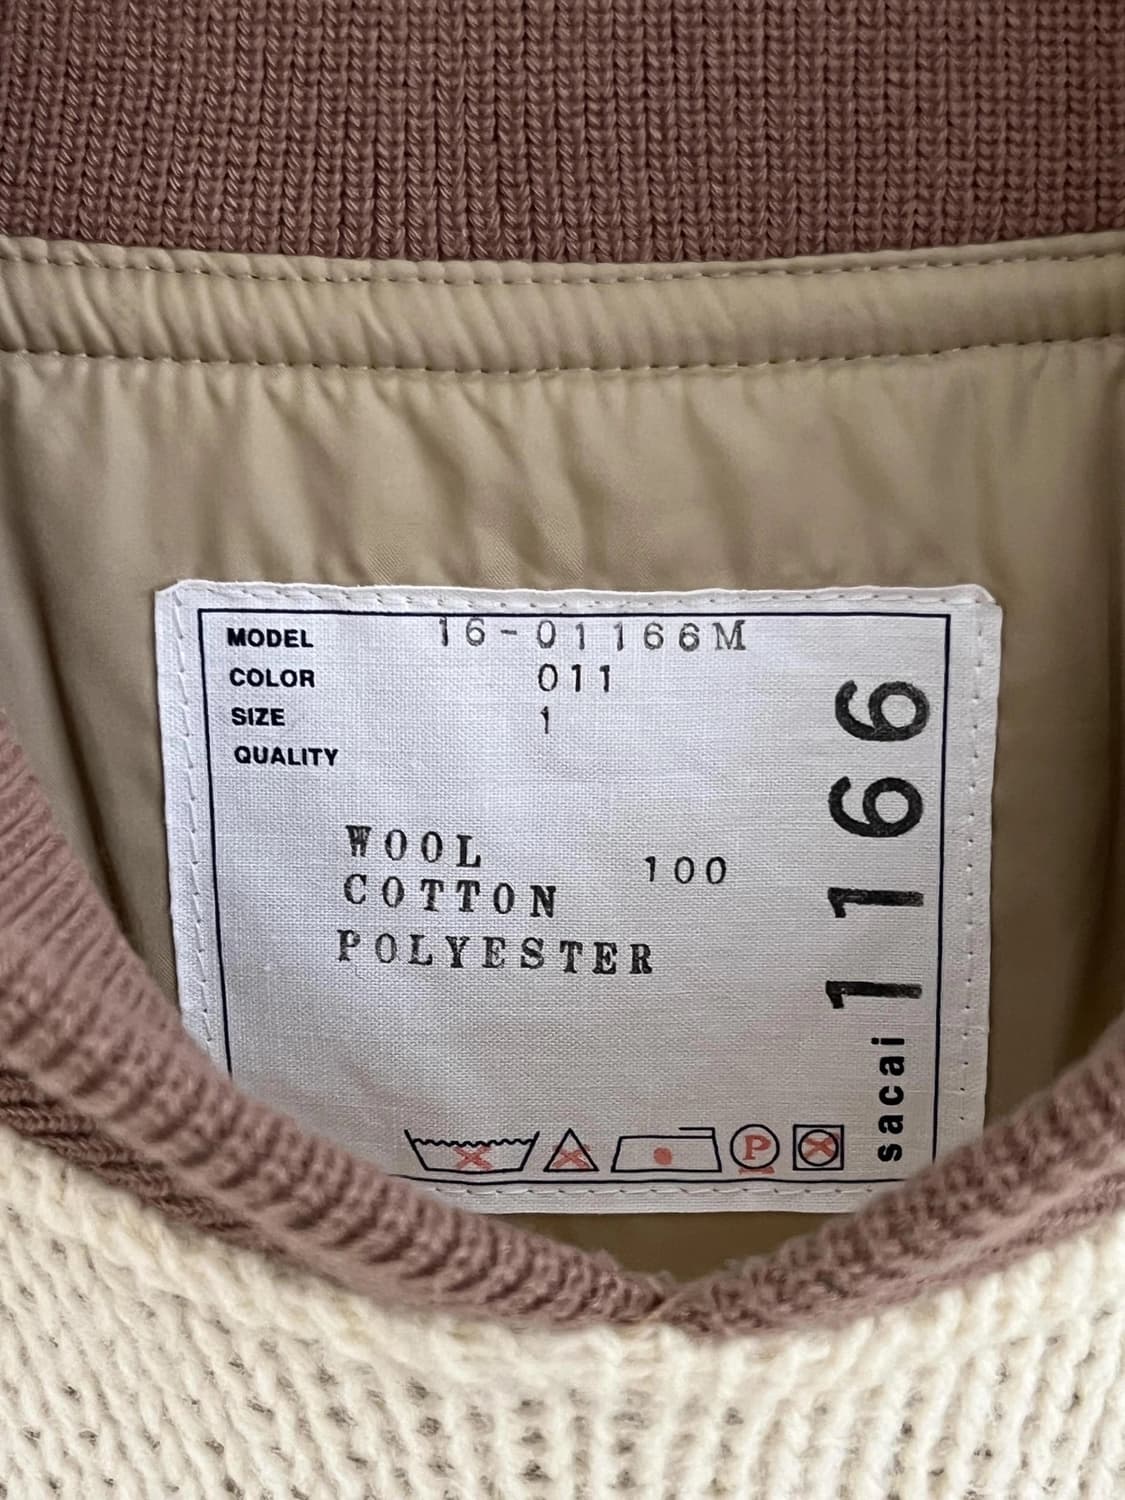 MODEL 16-01166M
COLOR 011
SIZE 1
QUALITY
WOOL
COTTON 100
POLYESTER
P
sacai 1166